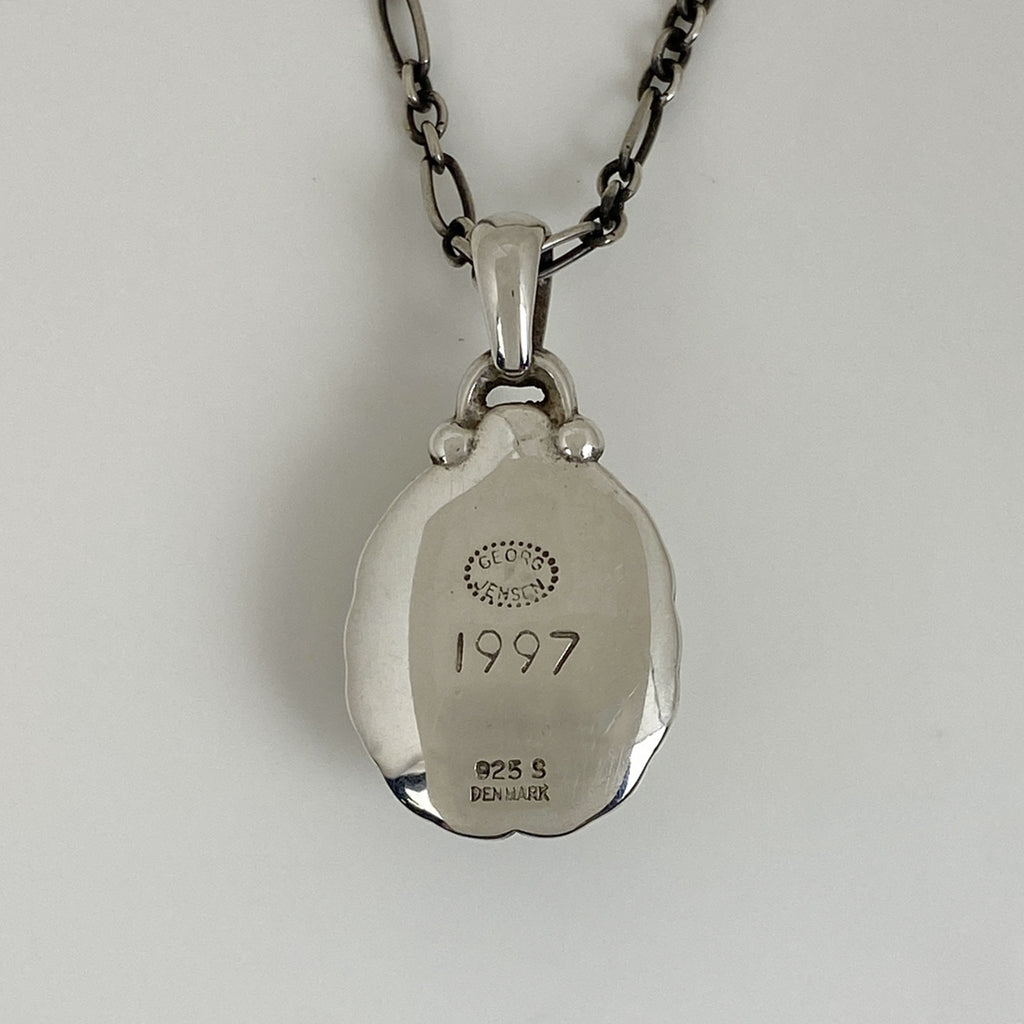 GEORG
JENSEN
1997
925 S
DENMARK